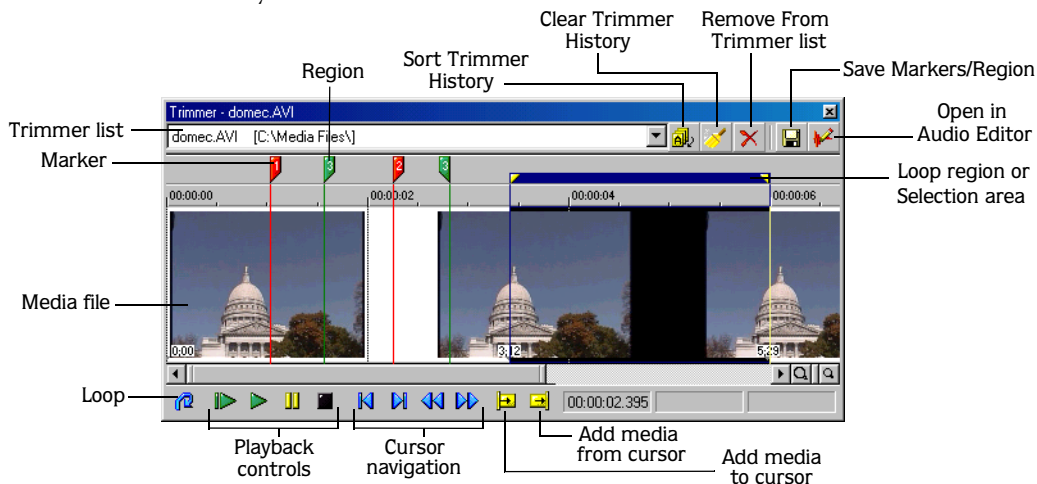 Clear Trimmer
History
Remove From
Trimmer list
Sort Trimmer
History
Region
Save Markers/Region
Trimmer - domec.AVI
Trimmer list
domec.AVI [C:\Media Files\]
Open in
Audio Editor
Marker
1
3
2
3
Loop region or
Selection area
00:00:00
00:00:02
00:00:04
00:00:06
Media file
0;00
3;12
5;29
Loop
00:00:02.395
Playback
controls
Cursor
navigation
Add media
from cursor
Add media
to cursor